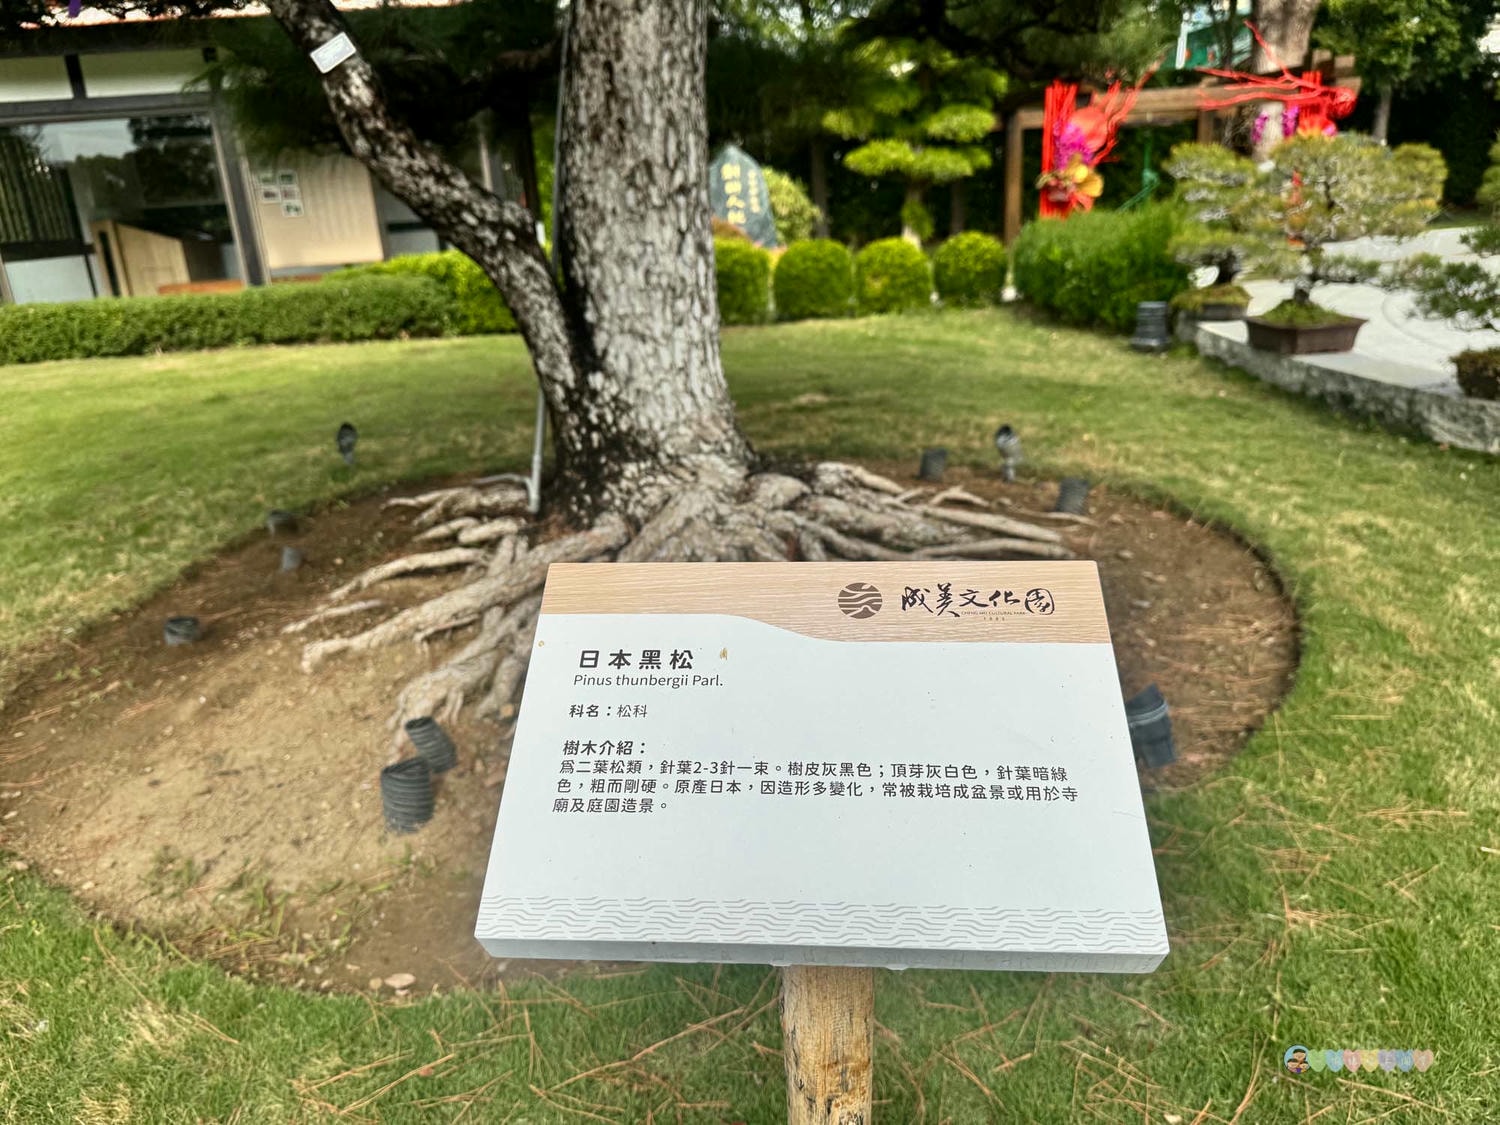 成美文化園
CHENG MEI CULTURAL PARK
日本黑松
Pinus thunbergii Parl.
科名：松科
樹木介紹：
為二葉松類，針葉2-3針一束。樹皮灰黑色；頂芽灰白色，針葉暗綠
色，粗而剛硬。原產日本，因造形多變化，常被栽培成盆景或用於寺
廟及庭園造景。